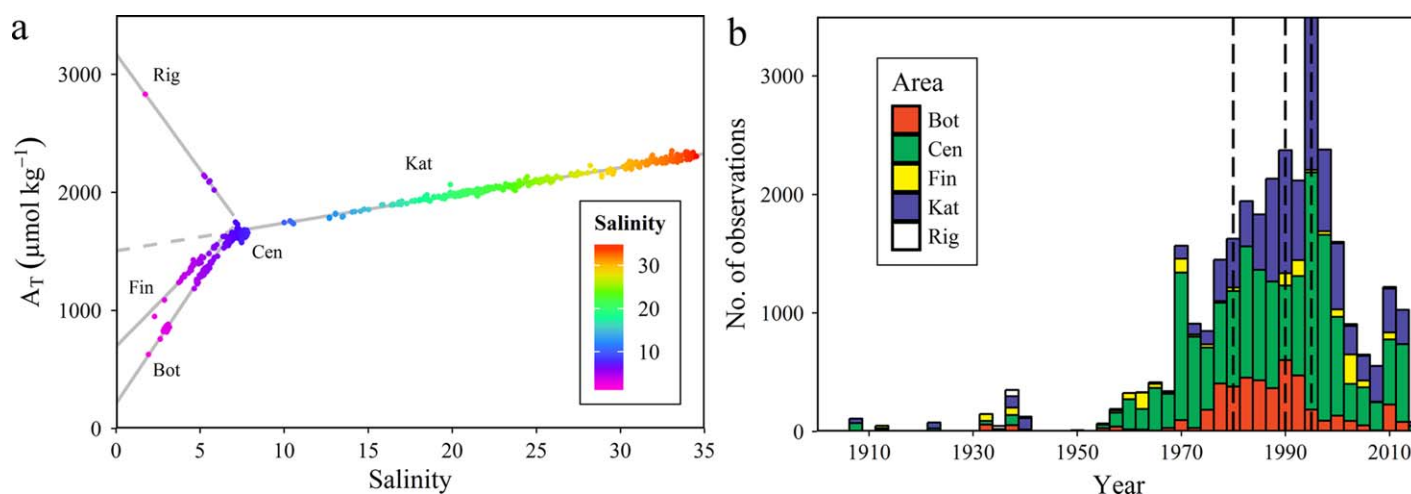 a
3000
2000
1000
0
A_T (μmol kg⁻¹)
Rig
Kat
Cen
Fin
Bot
Salinity
30
20
10
0 5 10 15 20 25 30 35
Salinity
b
3000
2000
1000
0
No. of observations
Area
Bot
Cen
Fin
Kat
Rig
1910 1930 1950 1970 1990 2010
Year